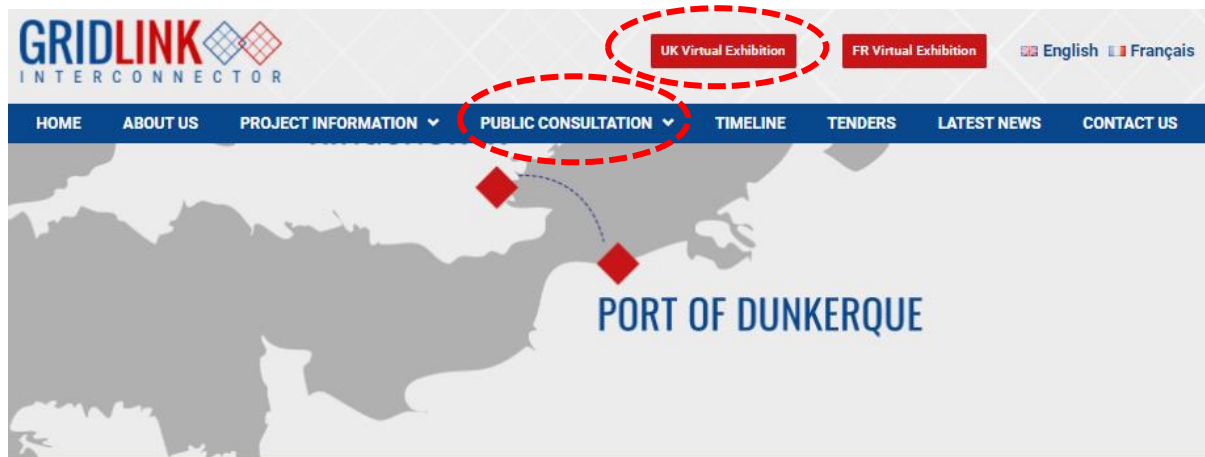 GRIDLINK
INTERCONNECTOR
UK Virtual Exhibition FR Virtual Exhibition English Français
HOME ABOUT US PROJECT INFORMATION PUBLIC CONSULTATION TIMELINE TENDERS LATEST NEWS CONTACT US
PORT OF DUNKERQUE